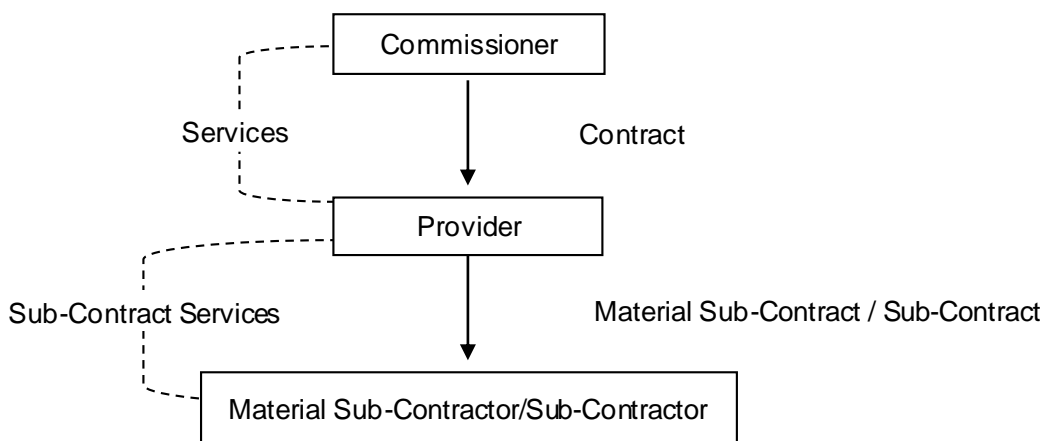 Commissioner
Services
Contract
Provider
Sub-Contract Services
Material Sub-Contract / Sub-Contract
Material Sub-Contractor/Sub-Contractor